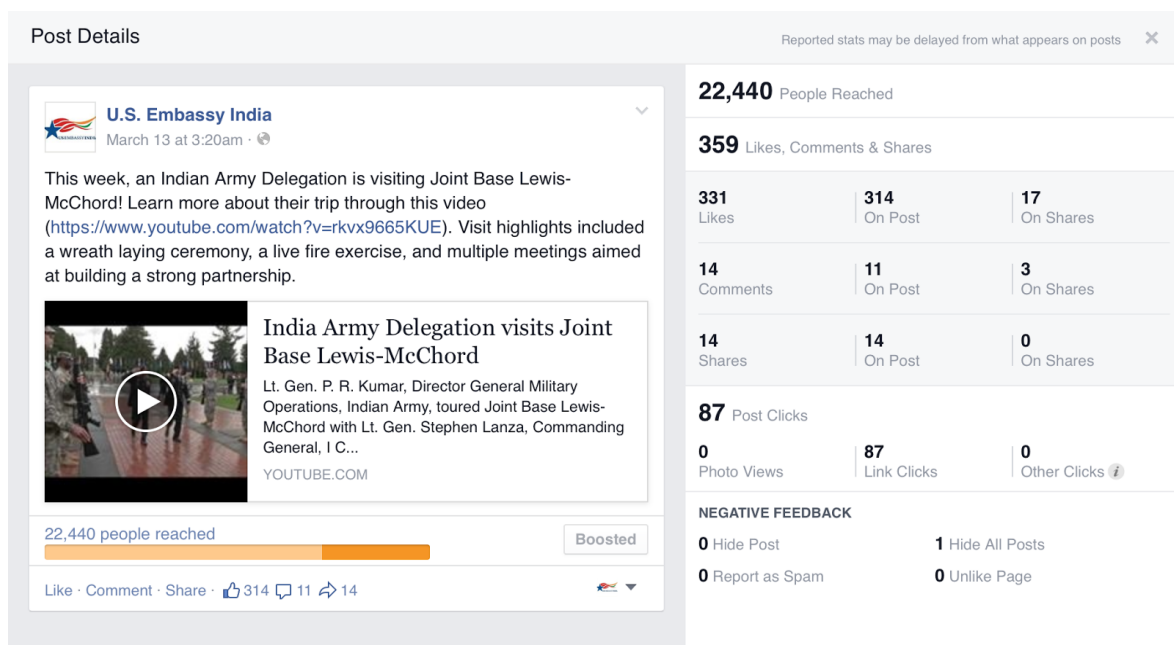 Post Details
Reported stats may be delayed from what appears on posts
U.S. Embassy India
March 13 at 3:20am ·
This week, an Indian Army Delegation is visiting Joint Base Lewis-
McChord! Learn more about their trip through this video
(https://www.youtube.com/watch?v=rkvx9665KUE). Visit highlights included
a wreath laying ceremony, a live fire exercise, and multiple meetings aimed
at building a strong partnership.
India Army Delegation visits Joint
Base Lewis-McChord
Lt. Gen. P. R. Kumar, Director General Military
Operations, Indian Army, toured Joint Base Lewis-
McChord with Lt. Gen. Stephen Lanza, Commanding
General, I C...
YOUTUBE.COM
22,440 people reached
Boosted
Like · Comment · Share · 314 11 14
22,440 People Reached
359 Likes, Comments & Shares
331 314 17
Likes On Post On Shares
14 11 3
Comments On Post On Shares
14 14 0
Shares On Post On Shares
87 Post Clicks
0 87 0
Photo Views Link Clicks Other Clicks i
NEGATIVE FEEDBACK
0 Hide Post 1 Hide All Posts
0 Report as Spam 0 Unlike Page